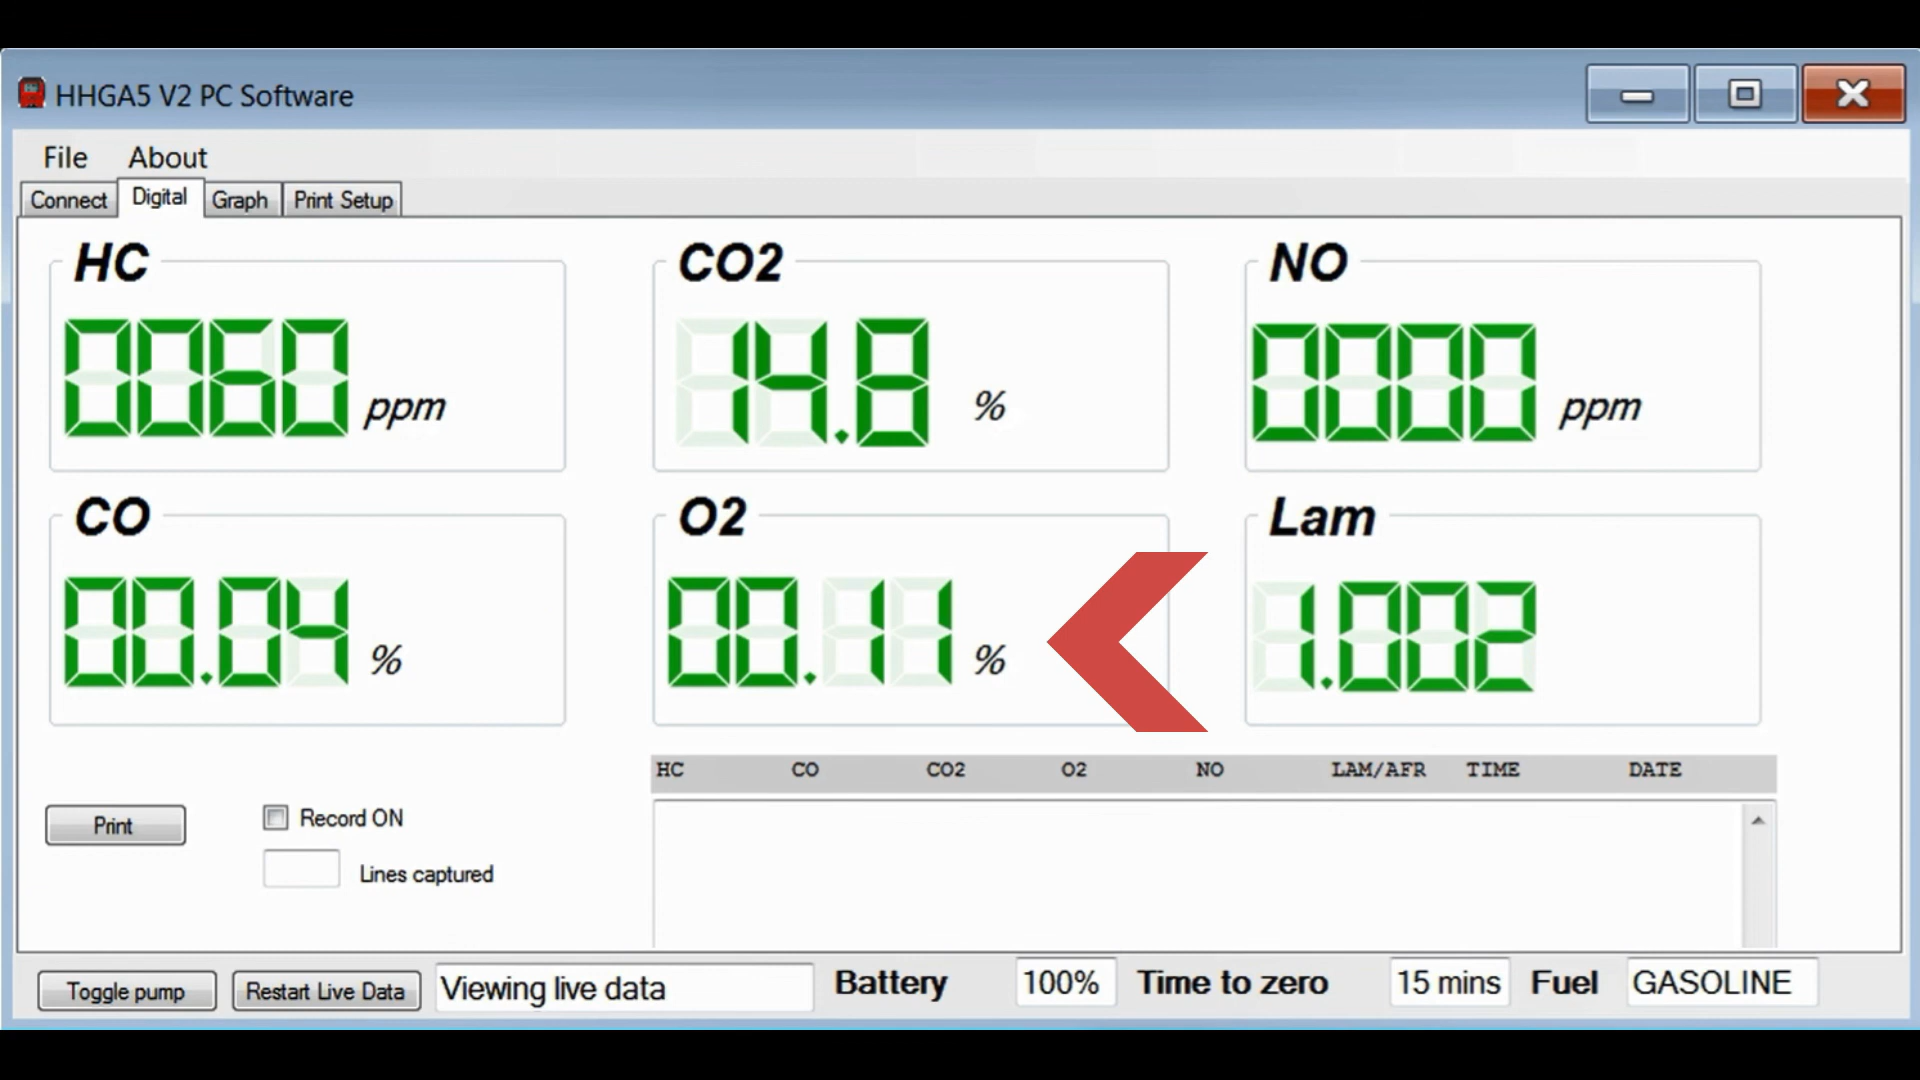 HHGA5 V2 PC Software
File About
Connect Digital Graph Print Setup
HC CO2 NO
0060 ppm 14.8 % 0000 ppm
CO O2 Lam
00.04 % 00.11 % 1.002
HC CO CO2 O2 NO LAM/AFR TIME DATE
Print Record ON
Lines captured
Toggle pump Restart Live Data Viewing live data Battery 100% Time to zero 15 mins Fuel GASOLINE